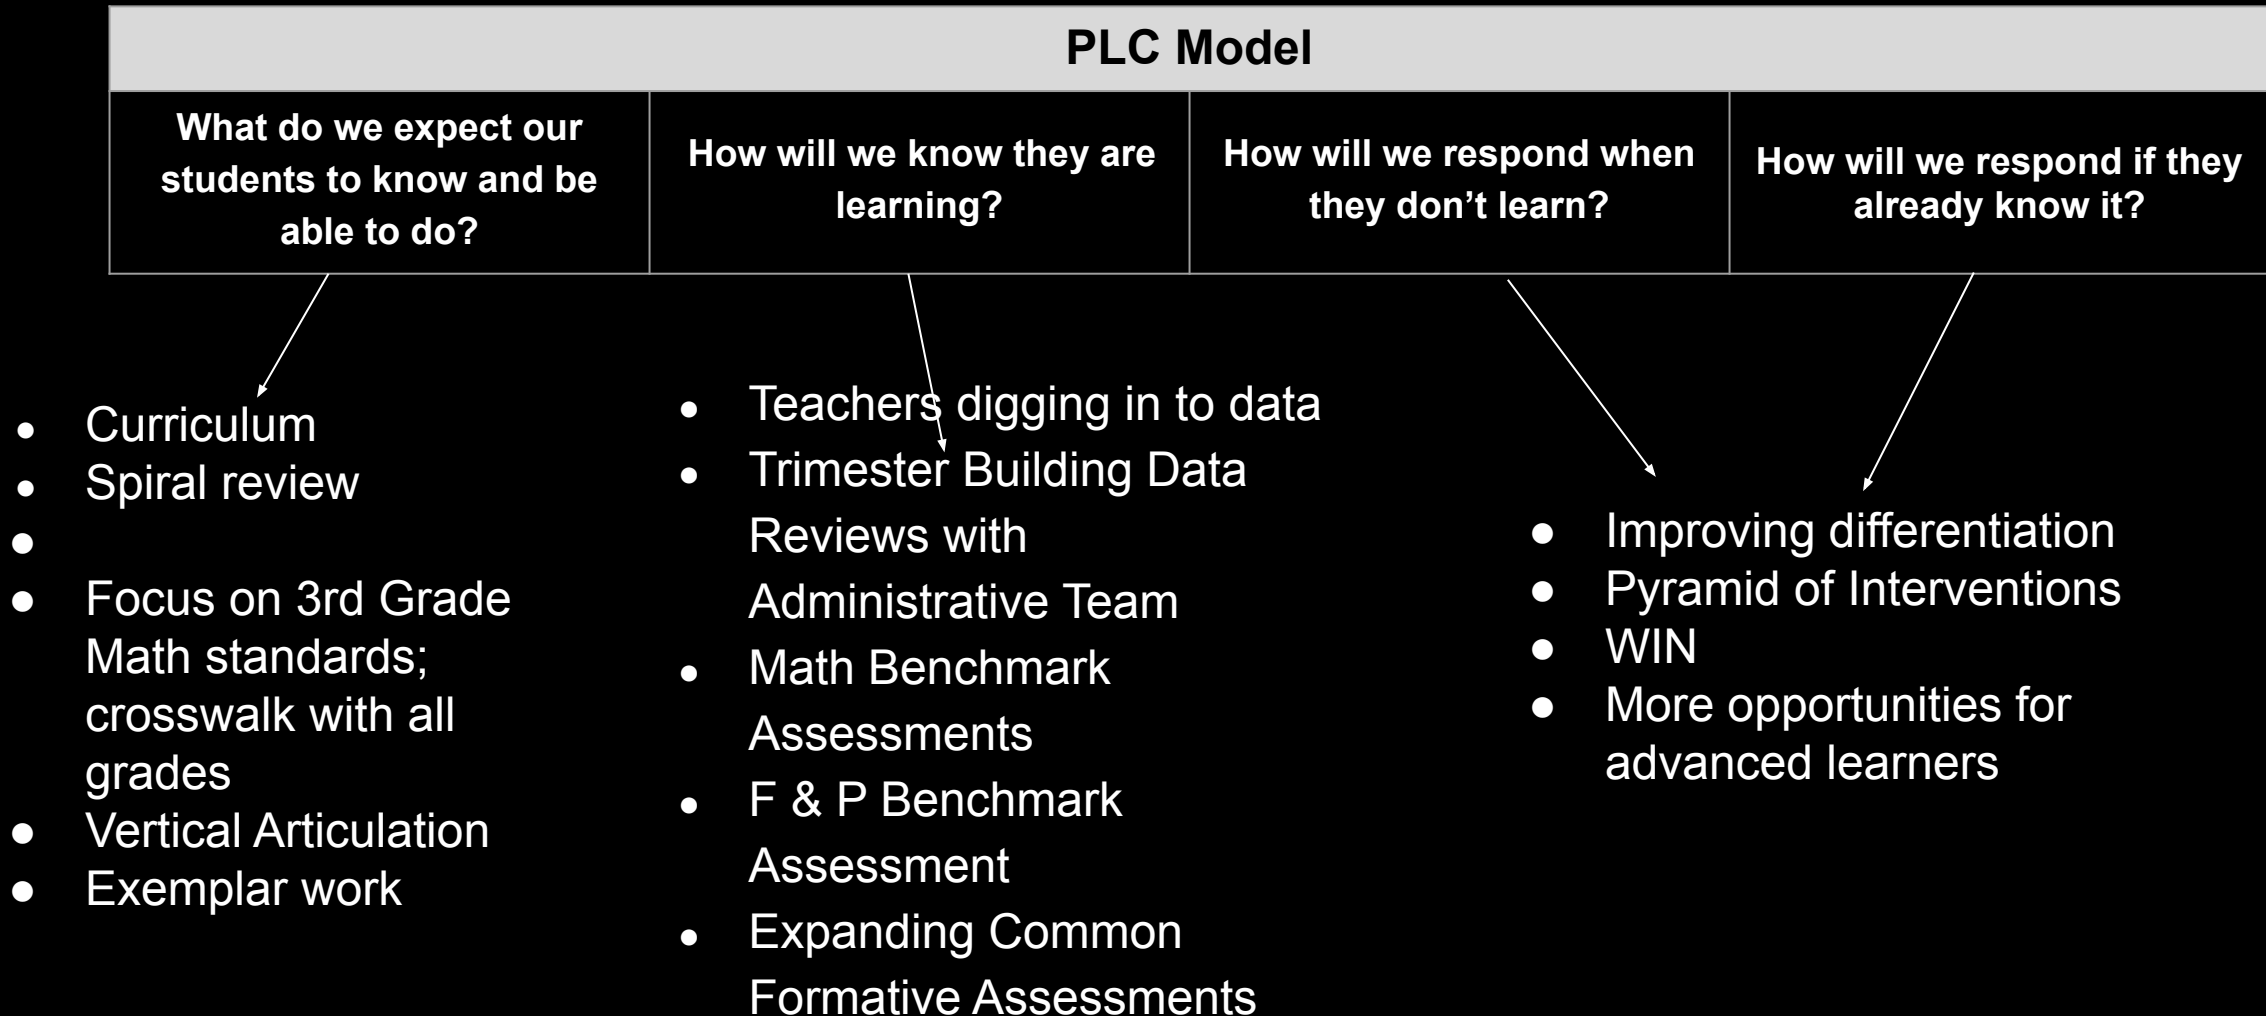 PLC Model
What do we expect our
students to know and be
able to do?
How will we know they are
learning?
How will we respond when
they don’t learn?
How will we respond if they
already know it?
● Curriculum
● Spiral review
●
● Focus on 3rd Grade
Math standards;
crosswalk with all
grades
● Vertical Articulation
● Exemplar work
● Teachers digging in to data
● Trimester Building Data
Reviews with
Administrative Team
● Math Benchmark
Assessments
● F & P Benchmark
Assessment
● Expanding Common
Formative Assessments
● Improving differentiation
● Pyramid of Interventions
● WIN
● More opportunities for
advanced learners